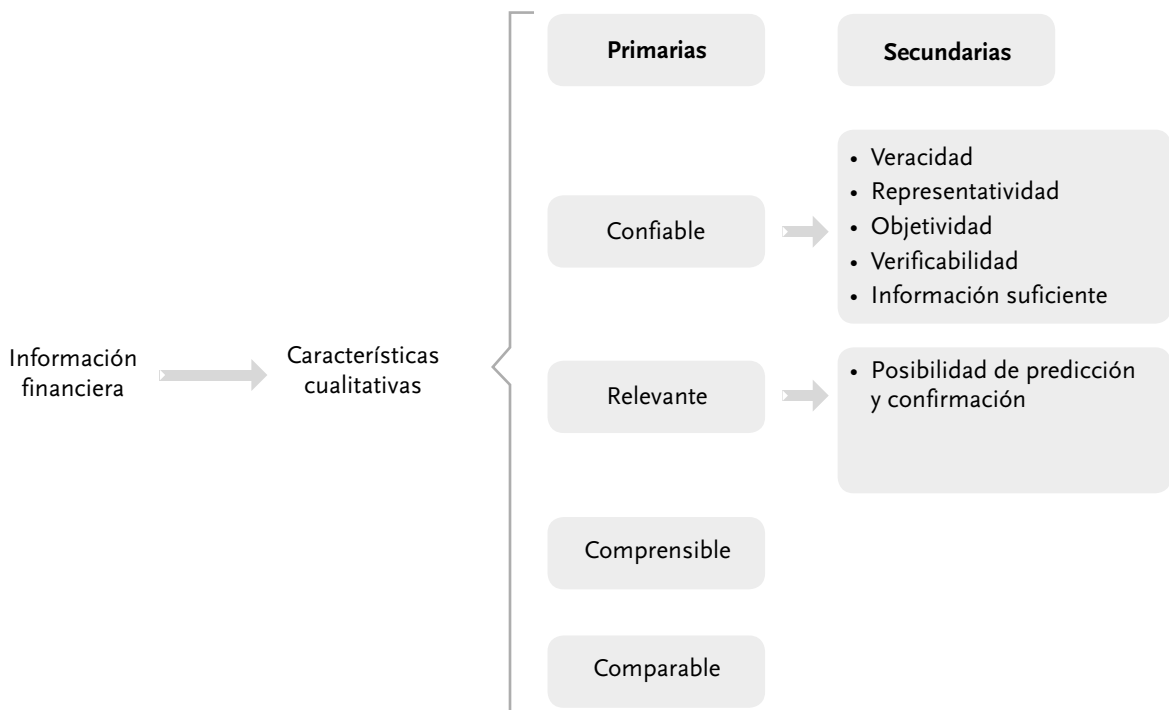 Información
financiera
Características
cualitativas
Primarias
Secundarias
Confiable
• Veracidad
• Representatividad
• Objetividad
• Verificabilidad
• Información suficiente
Relevante
• Posibilidad de predicción
y confirmación
Comprensible
Comparable